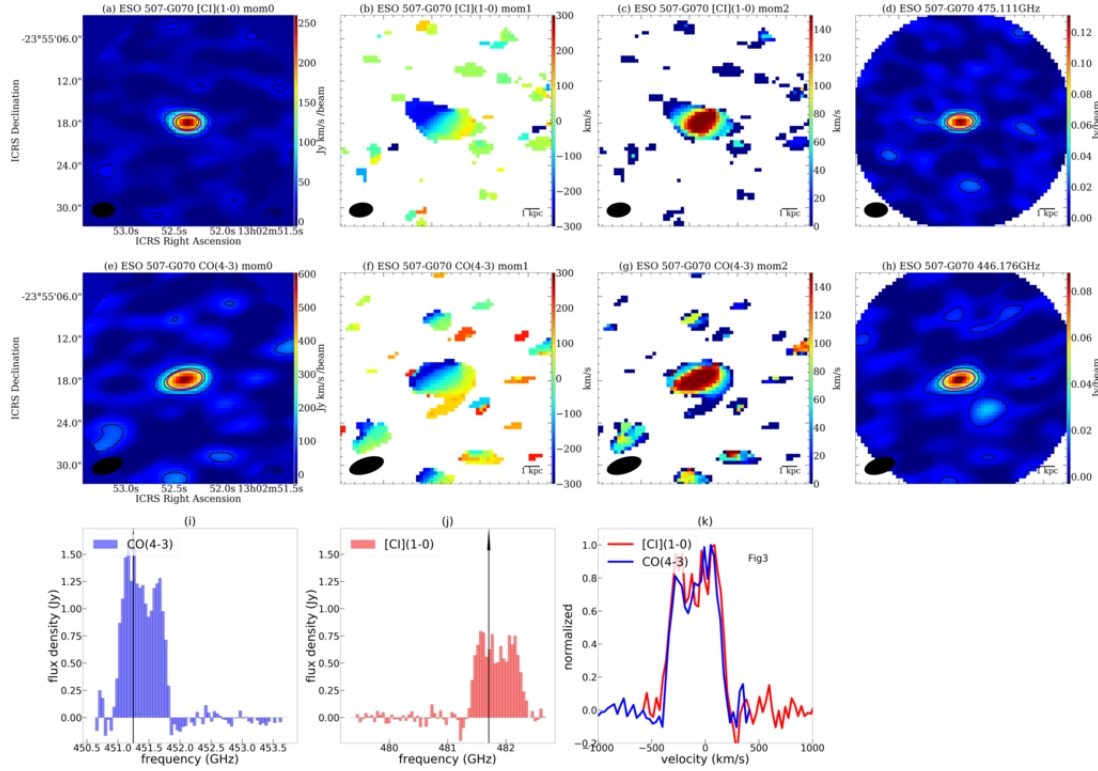 (a) ESO 507-G070 [CI](1-0) mom0
(b) ESO 507-G070 [CI](1-0) mom1
(c) ESO 507-G070 [CI](1-0) mom2
(d) ESO 507-G070 475.111GHz
-23°55'06.0"
12.0"
18.0"
24.0"
30.0"
ICRS Declination
53.0s 52.5s 52.0s 13h02m51.5s
ICRS Right Ascension
250
200
150
100
50
0
Jy km/s /beam
1 kpc
300
200
100
0
−100
−200
−300
km/s
1 kpc
140
120
100
80
60
40
20
0
km/s
1 kpc
0.12
0.10
0.08
0.06
0.04
0.02
0.00
Jy/beam
(e) ESO 507-G070 CO(4-3) mom0
(f) ESO 507-G070 CO(4-3) mom1
(g) ESO 507-G070 CO(4-3) mom2
(h) ESO 507-G070 446.176GHz
-23°55'06.0"
12.0"
18.0"
24.0"
30.0"
ICRS Declination
53.0s 52.5s 52.0s 13h02m51.5s
ICRS Right Ascension
600
500
400
300
200
100
0
Jy km/s /beam
1 kpc
300
200
100
0
−100
−200
−300
km/s
1 kpc
140
120
100
80
60
40
20
0
km/s
1 kpc
0.08
0.06
0.04
0.02
0.00
Jy/beam
(i)
CO(4-3)
1.50
1.25
1.00
0.75
0.50
0.25
0.00
flux density (Jy)
450.5 451.0 451.5 452.0 452.5 453.0 453.5
frequency (GHz)
(j)
[CI](1-0)
1.50
1.25
1.00
0.75
0.50
0.25
0.00
flux density (Jy)
480 481 482
frequency (GHz)
(k)
[CI](1-0)
CO(4-3)
Fig3
1.0
0.8
0.6
0.4
0.2
0.0
−0.2
normalized
−1000 −500 0 500 1000
velocity (km/s)